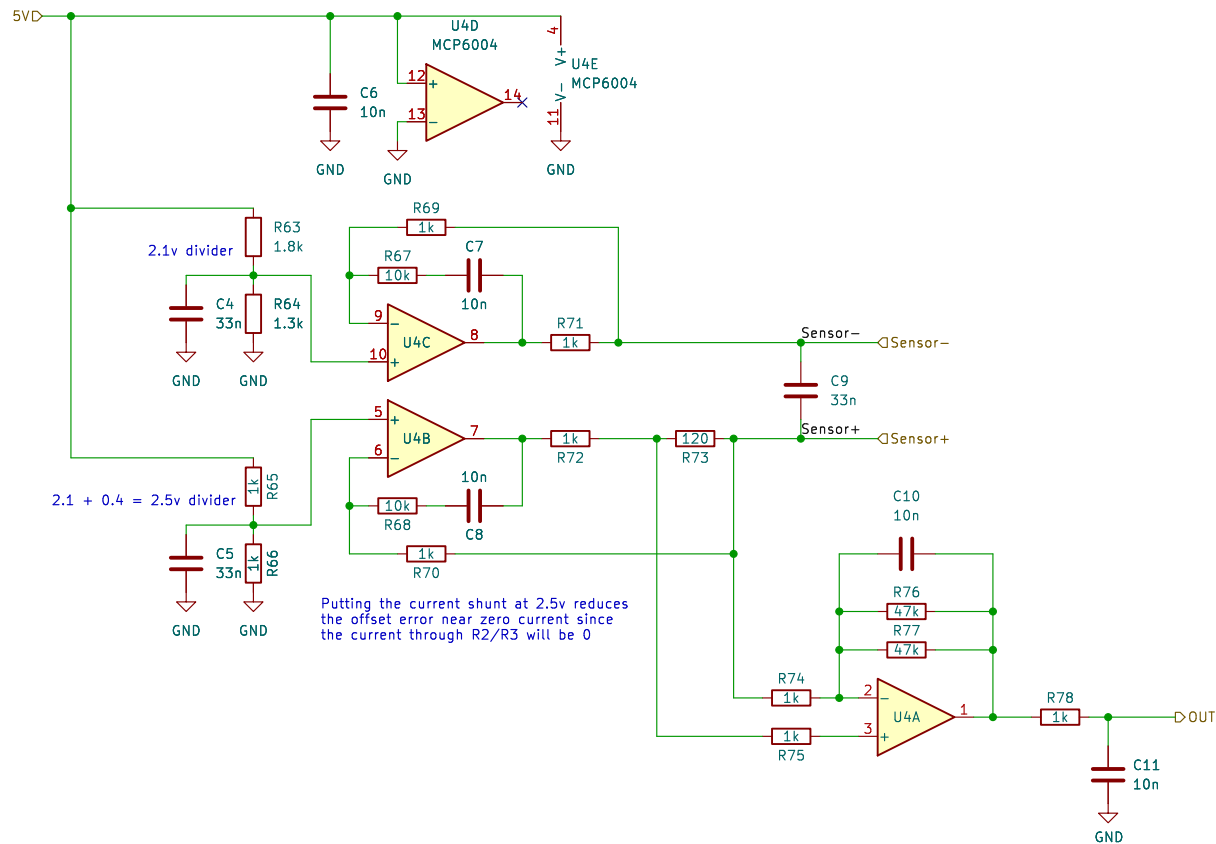 5V
U4D
MCP6004
4
V+
U4E
MCP6004
V-
11
GND
C6
10n
GND
12
+
13
-
14
GND
R63
1.8k
2.1v divider
C4
33n
R64
1.3k
GND
GND
R69
1k
R67
10k
C7
10n
9
-
10
+
U4C
8
R71
1k
Sensor-
Sensor-
C9
33n
Sensor+
Sensor+
5
+
6
-
U4B
7
1k
R72
120
R73
10n
C8
10k
R68
1k
R70
1k
R65
2.1 + 0.4 = 2.5v divider
C5
33n
1k
R66
GND
GND
Putting the current shunt at 2.5v reduces
the offset error near zero current since
the current through R2/R3 will be 0
C10
10n
R76
47k
R77
47k
R74
1k
1k
R75
2
-
3
+
U4A
1
R78
1k
OUT
C11
10n
GND